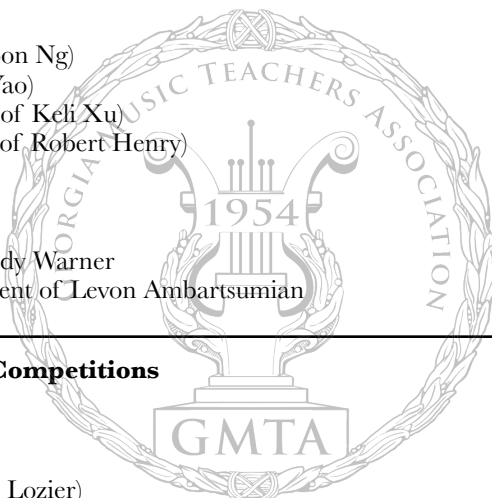 on Ng)
Yao)
of Keli Xu)
of Robert Henry)
dy Warner
ent of Levon Ambartsumian
Competitions
Lozier)
GEORGIA MUSIC TEACHERS ASSOCIATION
1954
GMTA